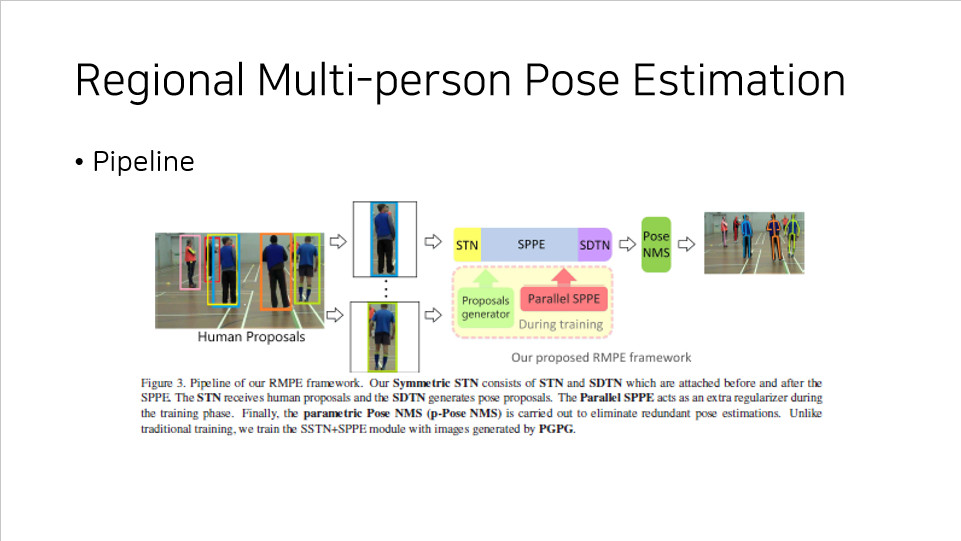 Regional Multi-person Pose Estimation
• Pipeline
Human Proposals
STN
SPPE
SDTN
Pose
NMS
Proposals
generator
Parallel SPPE
During training
Our proposed RMPE framework
Figure 3. Pipeline of our RMPE framework. Our Symmetric STN consists of STN and SDTN which are attached before and after the
SPPE. The STN receives human proposals and the SDTN generates pose proposals. The Parallel SPPE acts as an extra regularizer during
the training phase. Finally, the parametric Pose NMS (p-Pose NMS) is carried out to eliminate redundant pose estimations. Unlike
traditional training, we train the SSTN+SPPE module with images generated by PGPG.